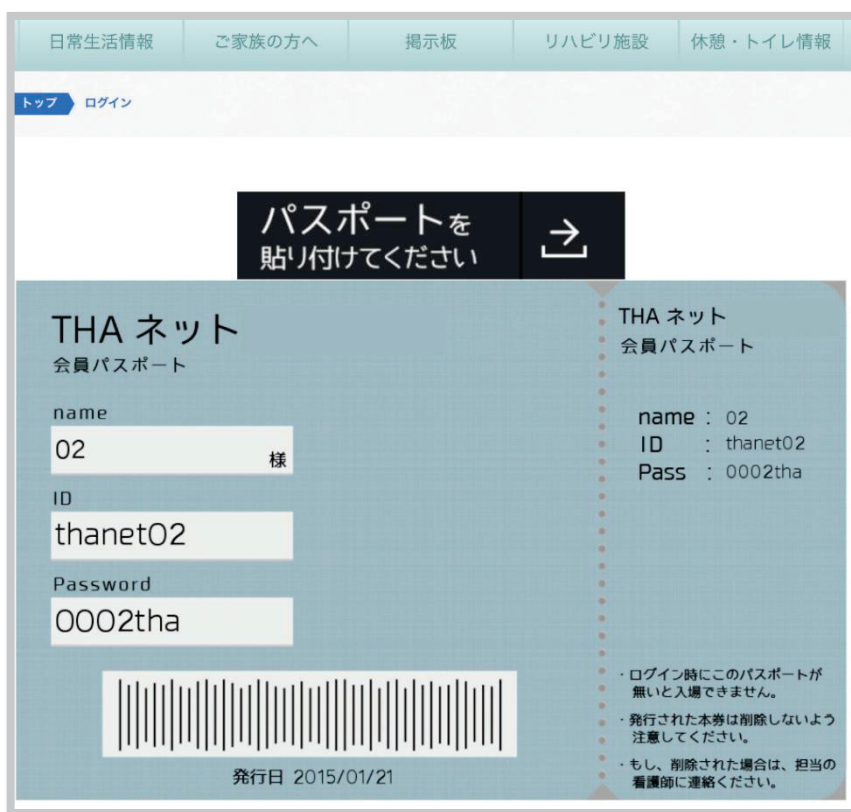 日常生活情報
ご家族の方へ
掲示板
リハビリ施設
休憩・トイレ情報
トップ
ログイン
パスポートを
貼り付けてください
THA ネット
会員パスポート
name
02 様
ID
thanet02
Password
0002tha
発行日 2015/01/21
THA ネット
会員パスポート
name : 02
ID : thanet02
Pass : 0002tha
・ログイン時にこのパスポートが
無いと入場できません。
・発行された本券は削除しないよう
注意してください。
・もし、削除された場合は、担当の
看護師に連絡ください。